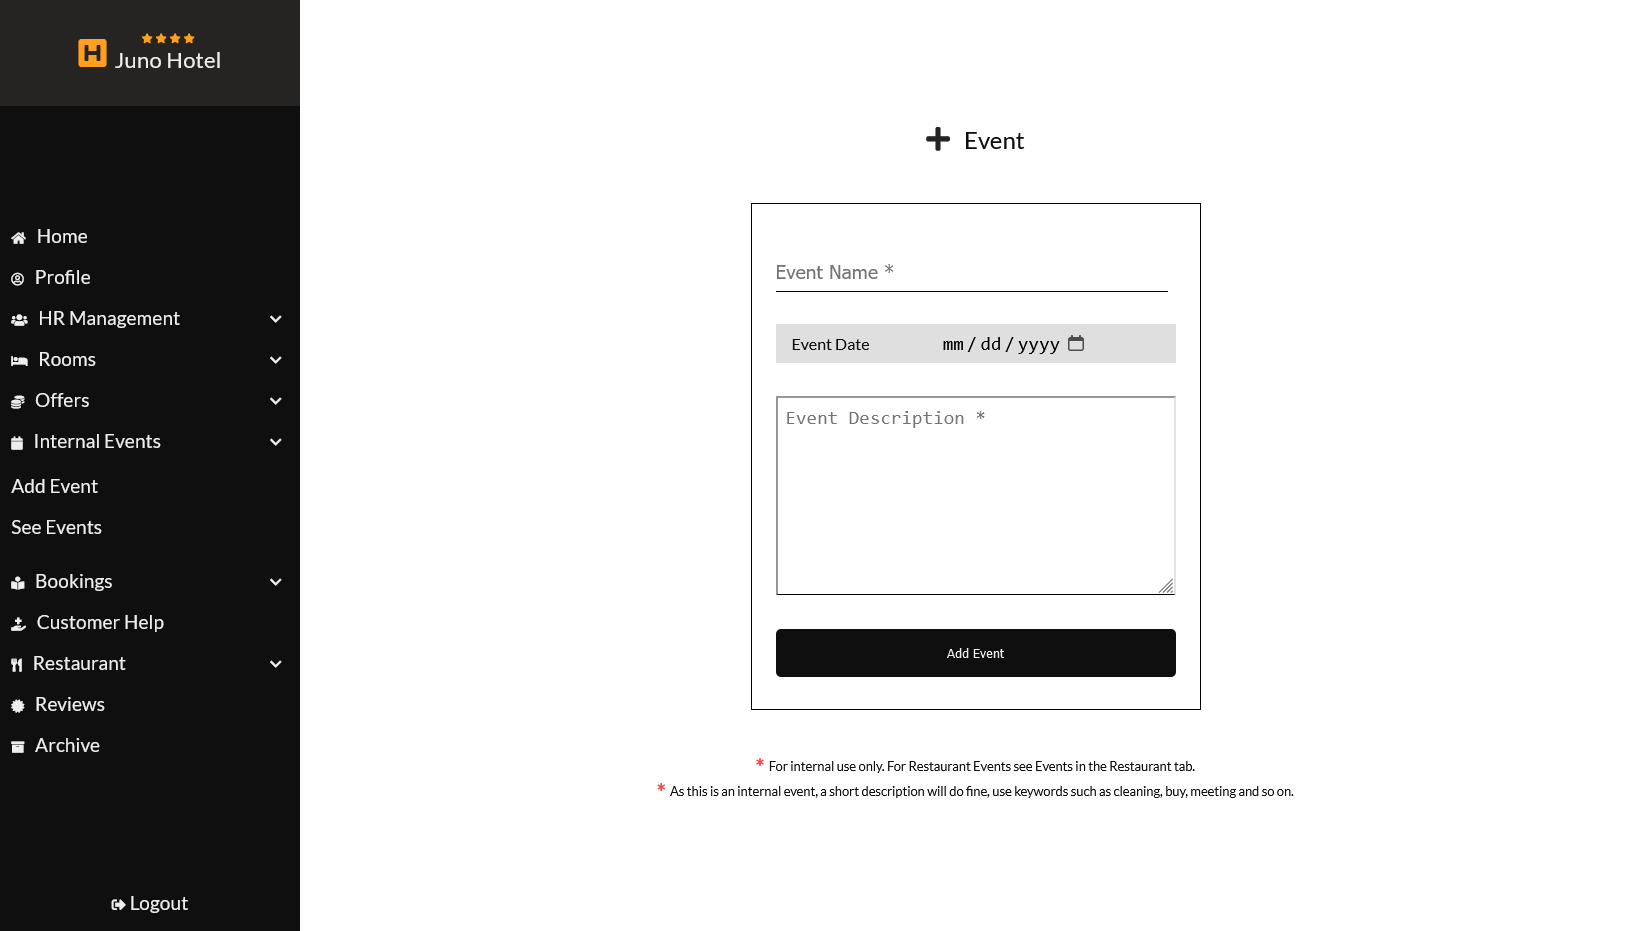 Juno Hotel
Home
Profile
HR Management
Rooms
Offers
Internal Events
Add Event
See Events
Bookings
Customer Help
Restaurant
Reviews
Archive
Logout
Event
Event Name *
Event Date mm/dd/yyyy
Event Description *
Add Event
* For internal use only. For Restaurant Events see Events in the Restaurant tab.
* As this is an internal event, a short description will do fine, use keywords such as cleaning, buy, meeting and so on.